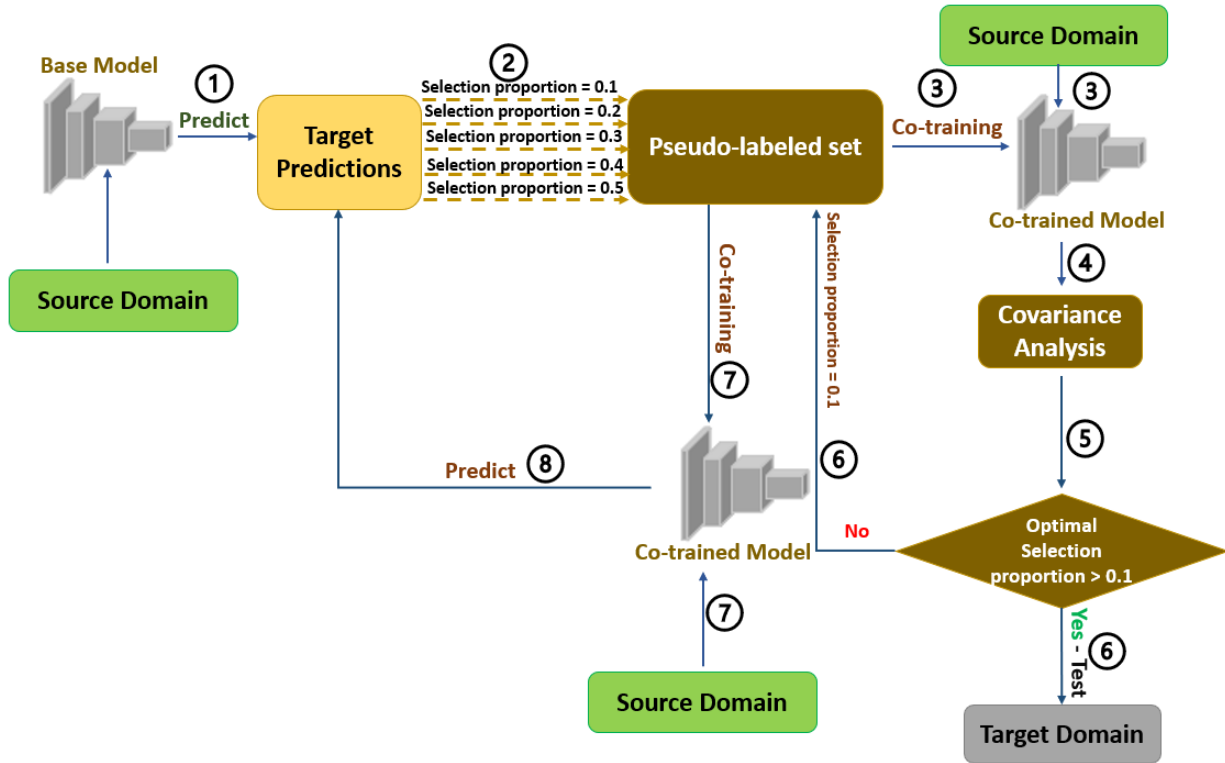 Source Domain
Base Model
1
Predict
Target
Predictions
2
Selection proportion = 0.1
Selection proportion = 0.2
Selection proportion = 0.3
Selection proportion = 0.4
Selection proportion = 0.5
Pseudo-labeled set
3
Co-training
3
Co-trained Model
Source Domain
4
Covariance
Analysis
5
Optimal
Selection
proportion > 0.1
No
6
Selection proportion = 0.1
Yes - Test
6
Target Domain
Co-training
7
Co-trained Model
7
Source Domain
Predict
8